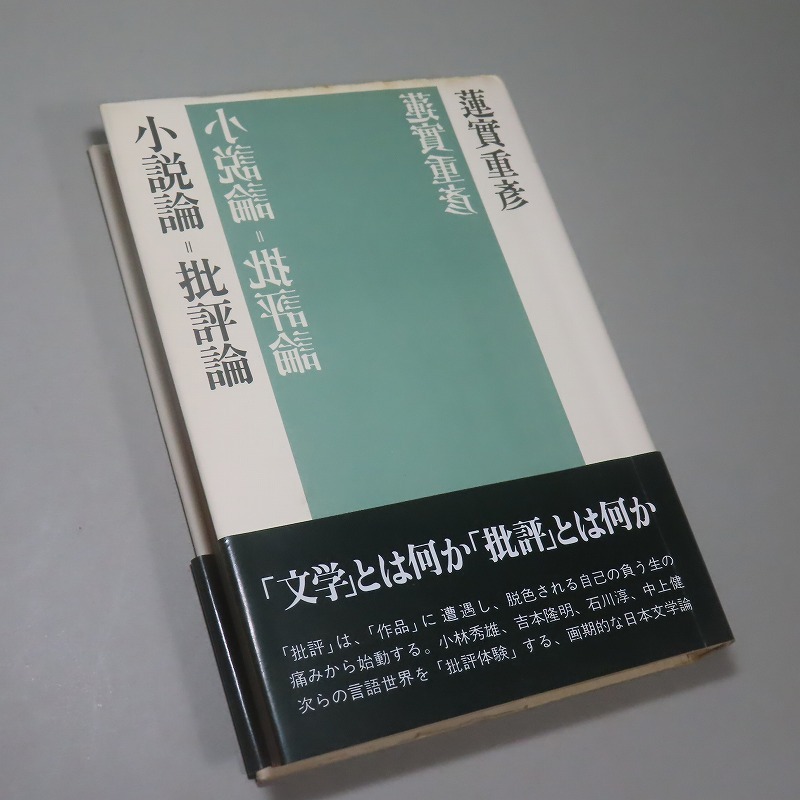 蓮實重彥
蓮實重彥
小説論=批評論
小説論=批評論
「文学」とは何か「批評」とは何か
「批評」は、「作品」に遭遇し、脱色される自己の負う生の
痛みから始動する。小林秀雄、吉本隆明、石川淳、中上健
次らの言語世界を「批評体験」する、画期的な日本文学論